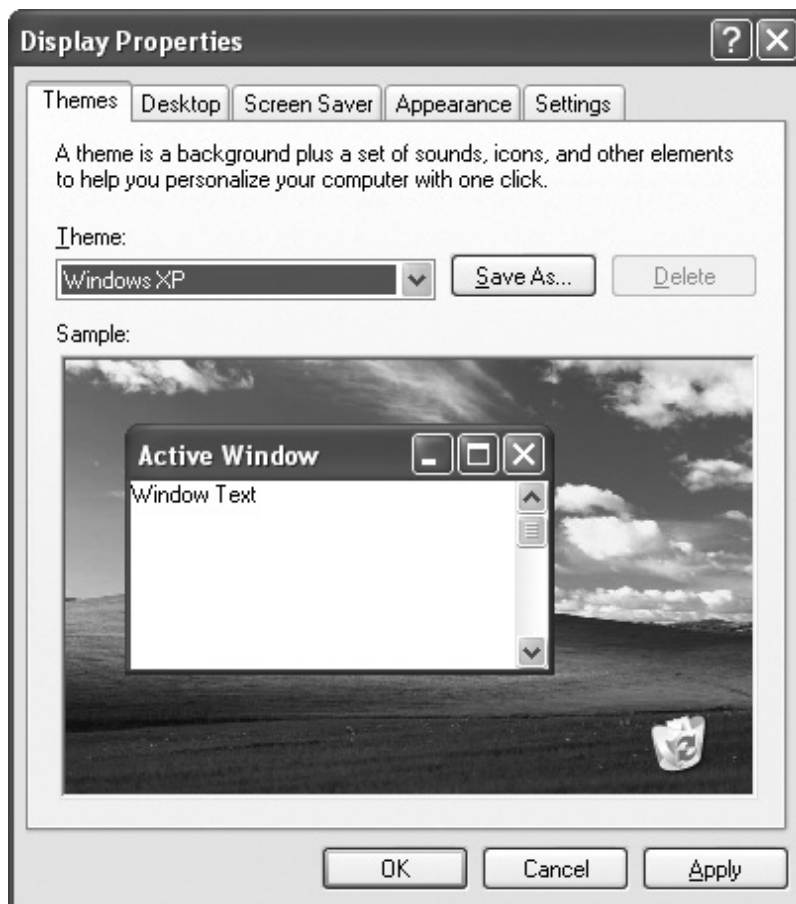 Display Properties
Themes Desktop Screen Saver Appearance Settings
A theme is a background plus a set of sounds, icons, and other elements
to help you personalize your computer with one click.
Theme:
Windows XP Save As... Delete
Sample:
Active Window
Window Text
OK Cancel Apply